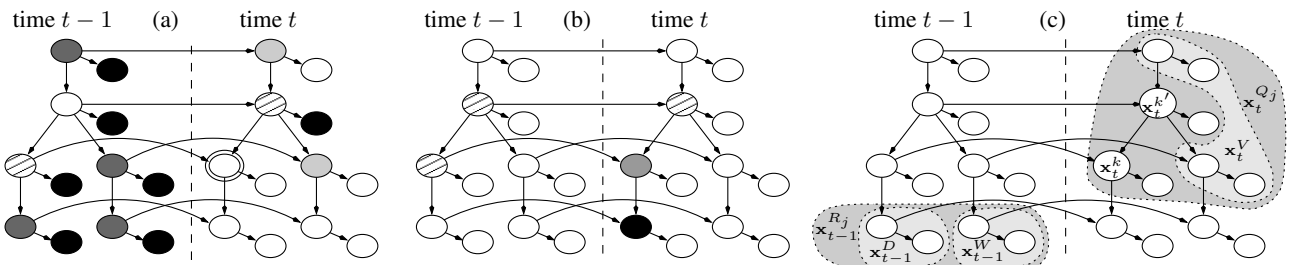 time t − 1 (a) time t
time t − 1 (b) time t
time t − 1 (c) time t
x_t^{k′}
x_t^{Q_j}
x_t^k
x_t^V
x_{t−1}^{R_j}
x_{t−1}^D
x_{t−1}^W